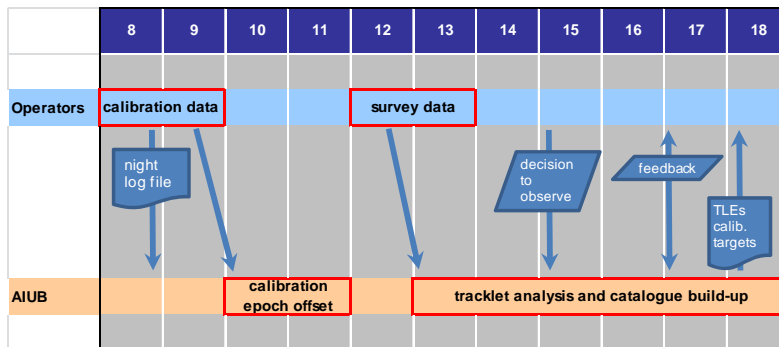 8 9 10 11 12 13 14 15 16 17 18
Operators calibration data survey data
night
log file
decision
to
observe
feedback
TLEs
calib.
targets
AIUB
calibration
epoch offset
tracklet analysis and catalogue build-up